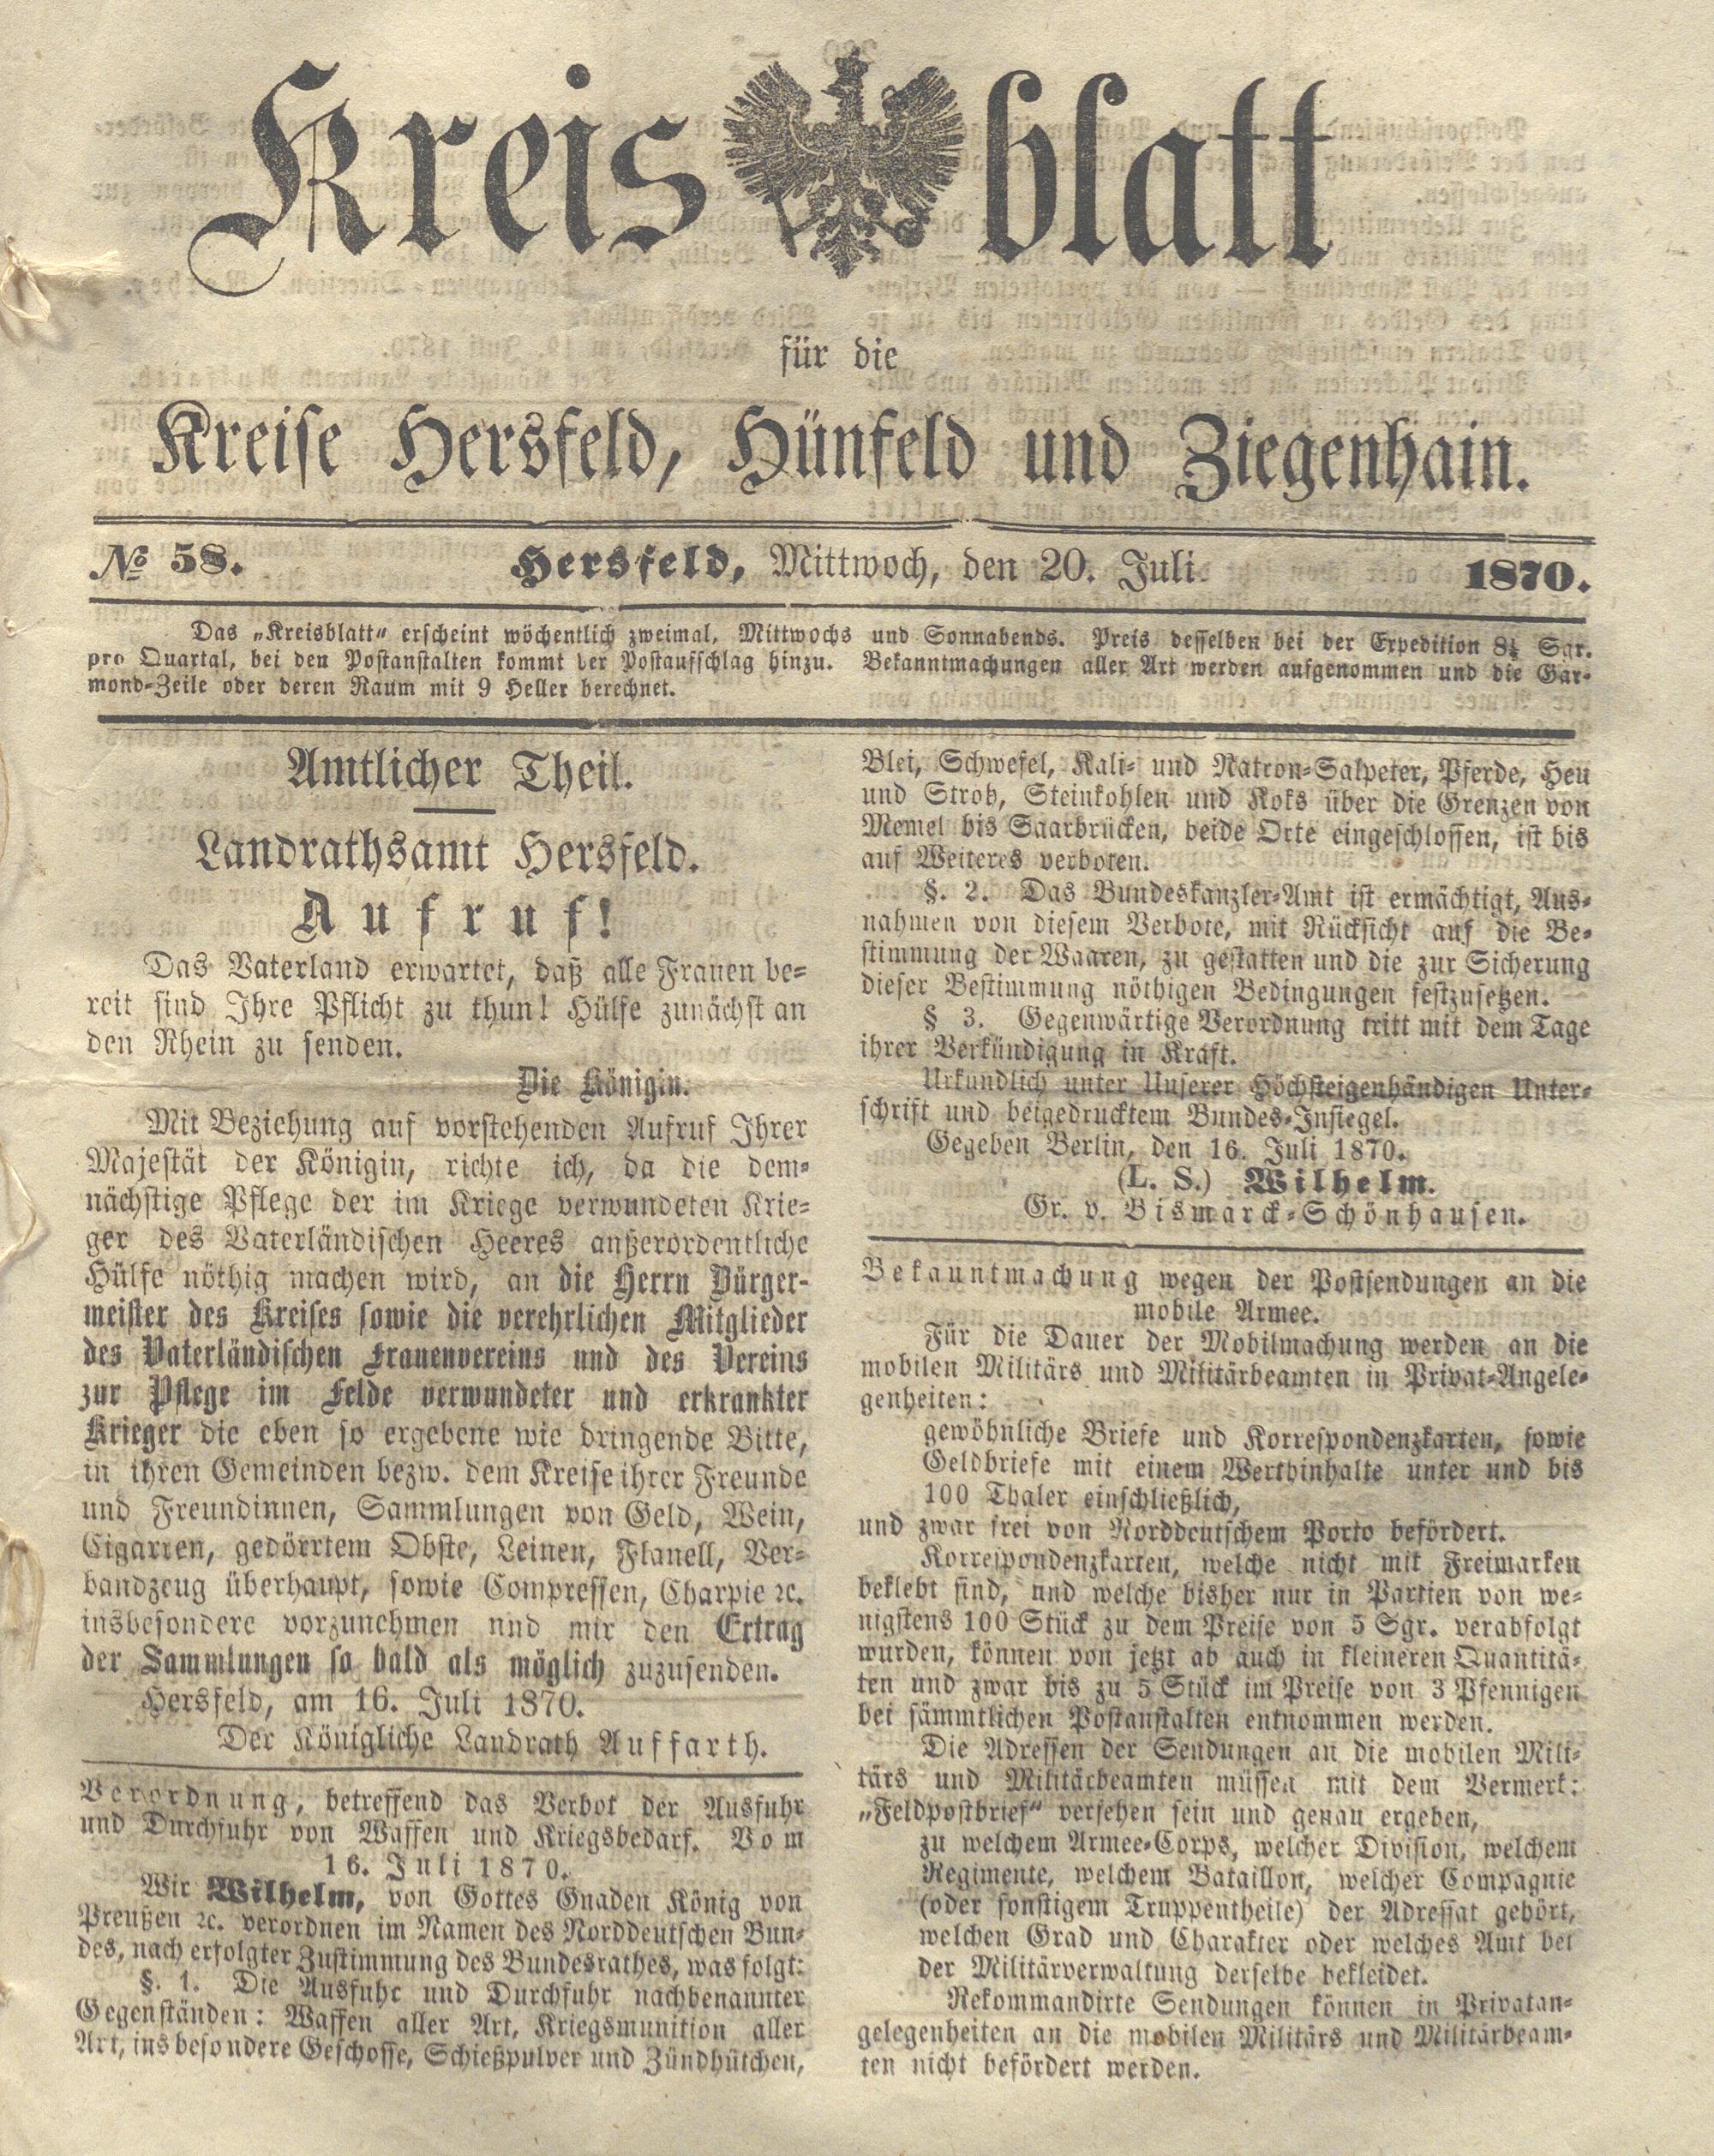 Kreisblatt
für die
Kreise Hersfeld, Hünfeld und Ziegenhain.
№ 58. Hersfeld, Mittwoch, den 20. Juli 1870.
Das „Kreisblatt" erscheint wöchentlich zweimal, Mittwochs und Sonnabends. Preis desselben bei der Expedition 8¼ Sgr.
pro Quartal, bei den Postanstalten kommt der Postaufschlag hinzu. Bekanntmachungen aller Art werden aufgenommen und die Gar-
mond-Zeile oder deren Raum mit 9 Heller berechnet.
Amtlicher Theil.
Landrathsamt Hersfeld.
Aufruf!
Das Vaterland erwartet, daß alle Frauen be-
reit sind Ihre Pflicht zu thun! Hülfe zunächst an
den Rhein zu senden.
Die Königin.
Mit Beziehung auf vorstehenden Aufruf Ihrer
Majestät der Königin, richte ich, da die dem-
nächstige Pflege der im Kriege verwundeten Krie-
ger des Vaterländischen Heeres außerordentliche
Hülfe nöthig machen wird, an die Herrn Bürger-
meister des Kreises sowie die verehrlichen Mitglieder
des Vaterländischen Frauenvereins und des Vereins
zur Pflege im Felde verwundeter und erkrankter
Krieger die eben so ergebene wie dringende Bitte,
in ihren Gemeinden bezw. dem Kreise ihrer Freunde
und Freundinnen, Sammlungen von Geld, Wein,
Cigarren, gedörrtem Obste, Leinen, Flanell, Ver-
bandzeug überhaupt, sowie Compressen, Charpie ꝛc.
insbesondere vorzunehmen und mir den Ertrag
der Sammlungen so bald als möglich zuzusenden.
Hersfeld, am 16. Juli 1870.
Der Königliche Landrath Auffarth.
Verordnung, betreffend das Verbot der Ausfuhr
und Durchfuhr von Waffen und Kriegsbedarf. Vom
16. Juli 1870.
Wir Wilhelm, von Gottes Gnaden König von
Preußen ꝛc. verordnen im Namen des Norddeutschen Bun-
des, nach erfolgter Zustimmung des Bundesrathes, was folgt:
§. 1. Die Ausfuhr und Durchfuhr nachbenannter
Gegenständen: Waffen aller Art, Kriegsmunition aller
Art, insbesondere Geschosse, Schießpulver und Zündhütchen,
Blei, Schwefel, Kali- und Natron-Salpeter, Pferde, Heu
und Stroh, Steinkohlen und Koks über die Grenzen von
Memel bis Saarbrücken, beide Orte eingeschlossen, ist bis
auf Weiteres verboten.
§. 2. Das Bundeskanzler-Amt ist ermächtigt, Aus-
nahmen von diesem Verbote, mit Rücksicht auf die Be-
stimmung der Waaren, zu gestatten und die zur Sicherung
dieser Bestimmung nöthigen Bedingungen festzusetzen.
§ 3. Gegenwärtige Verordnung tritt mit dem Tage
ihrer Verkündigung in Kraft.
Urkundlich unter Unserer Höchsteigenhändigen Unter-
schrift und beigedrucktem Bundes-Insiegel.
Gegeben Berlin, den 16. Juli 1870.
(L. S.) Wilhelm.
Gr. v. Bismarck-Schönhausen.
Bekanntmachung wegen der Postsendungen an die
mobile Armee.
Für die Dauer der Mobilmachung werden an die
mobilen Militärs und Militärbeamten in Privat-Angele-
genheiten:
gewöhnliche Briefe und Korrespondenzkarten, sowie
Geldbriefe mit einem Werthinhalte unter und bis
100 Thaler einschließlich,
und zwar frei von Norddeutschem Porto befördert.
Korrespondenzkarten, welche nicht mit Freimarken
beklebt sind, und welche bisher nur in Partien von we-
nigstens 100 Stück zu dem Preise von 5 Sgr. verabfolgt
wurden, können von jetzt ab auch in kleineren Quantitä-
ten und zwar bis zu 5 Stück im Preise von 3 Pfennigen
bei sämmtlichen Postanstalten entnommen werden.
Die Adressen der Sendungen an die mobilen Mili-
tärs und Militärbeamten müssen mit dem Vermerk:
„Feldpostbrief" versehen sein und genau ergeben,
zu welchem Armee-Corps, welcher Division, welchem
Regimente, welchem Bataillon, welcher Compagnie
(oder sonstigem Truppentheile) der Adressat gehört,
welchen Grad und Charakter oder welches Amt bei
der Militärverwaltung derselbe bekleidet.
Rekommandirte Sendungen können in Privatan-
gelegenheiten an die mobilen Militärs und Militärbeam-
ten nicht befördert werden.